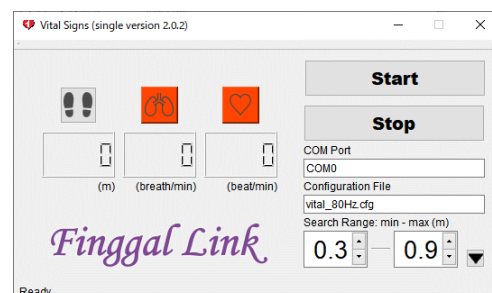 Vital Signs (single version 2.0.2)
Start
Stop
0 0 0
(m) (breath/min) (beat/min)
COM Port
COM0
Configuration File
vital_80Hz.cfg
Search Range: min - max (m)
0.3 0.9
Finggal Link
Ready